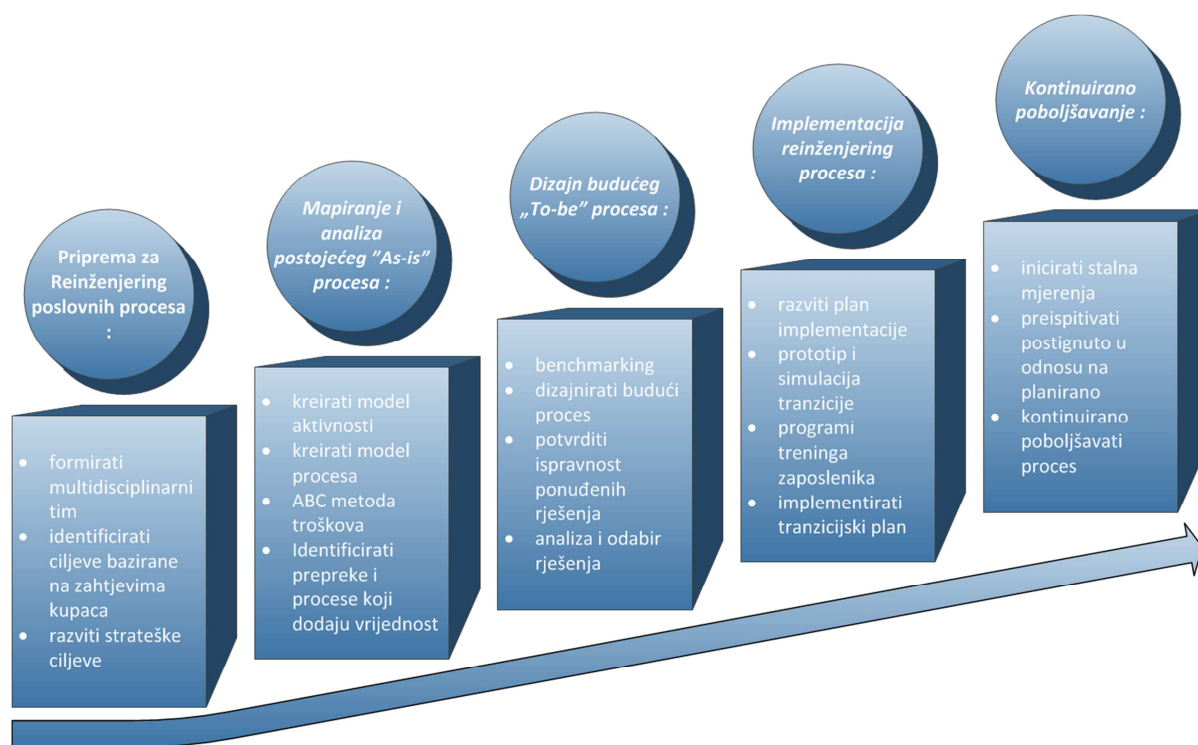 Priprema za
Reinženjering
poslovnih procesa
:
• formirati
multidisciplinarni
tim
• identificirati
ciljeve bazirane
na zahtjevima
kupaca
• razviti strateške
ciljeve
Mapiranje i
analiza
postojećeg ”As-is”
procesa :
• kreirati model
aktivnosti
• kreirati model
procesa
• ABC metoda
troškova
• Identificirati
prepreke i
procese koji
dodaju vrijednost
Dizajn budućeg
„To-be” procesa :
• benchmarking
• dizajnirati budući
proces
• potvrditi
ispravnost
ponuđenih
rješenja
• analiza i odabir
rješenja
Implementacija
reinženjering
procesa :
• razviti plan
implementacije
• prototip i
simulacija
tranzicije
• programi
treninga
zaposlenika
• implementirati
tranzicijski plan
Kontinuirano
poboljšavanje :
• inicirati stalna
mjerenja
• preispitivati
postignuto u
odnosu na
planirano
• kontinuirano
poboljšavati
proces